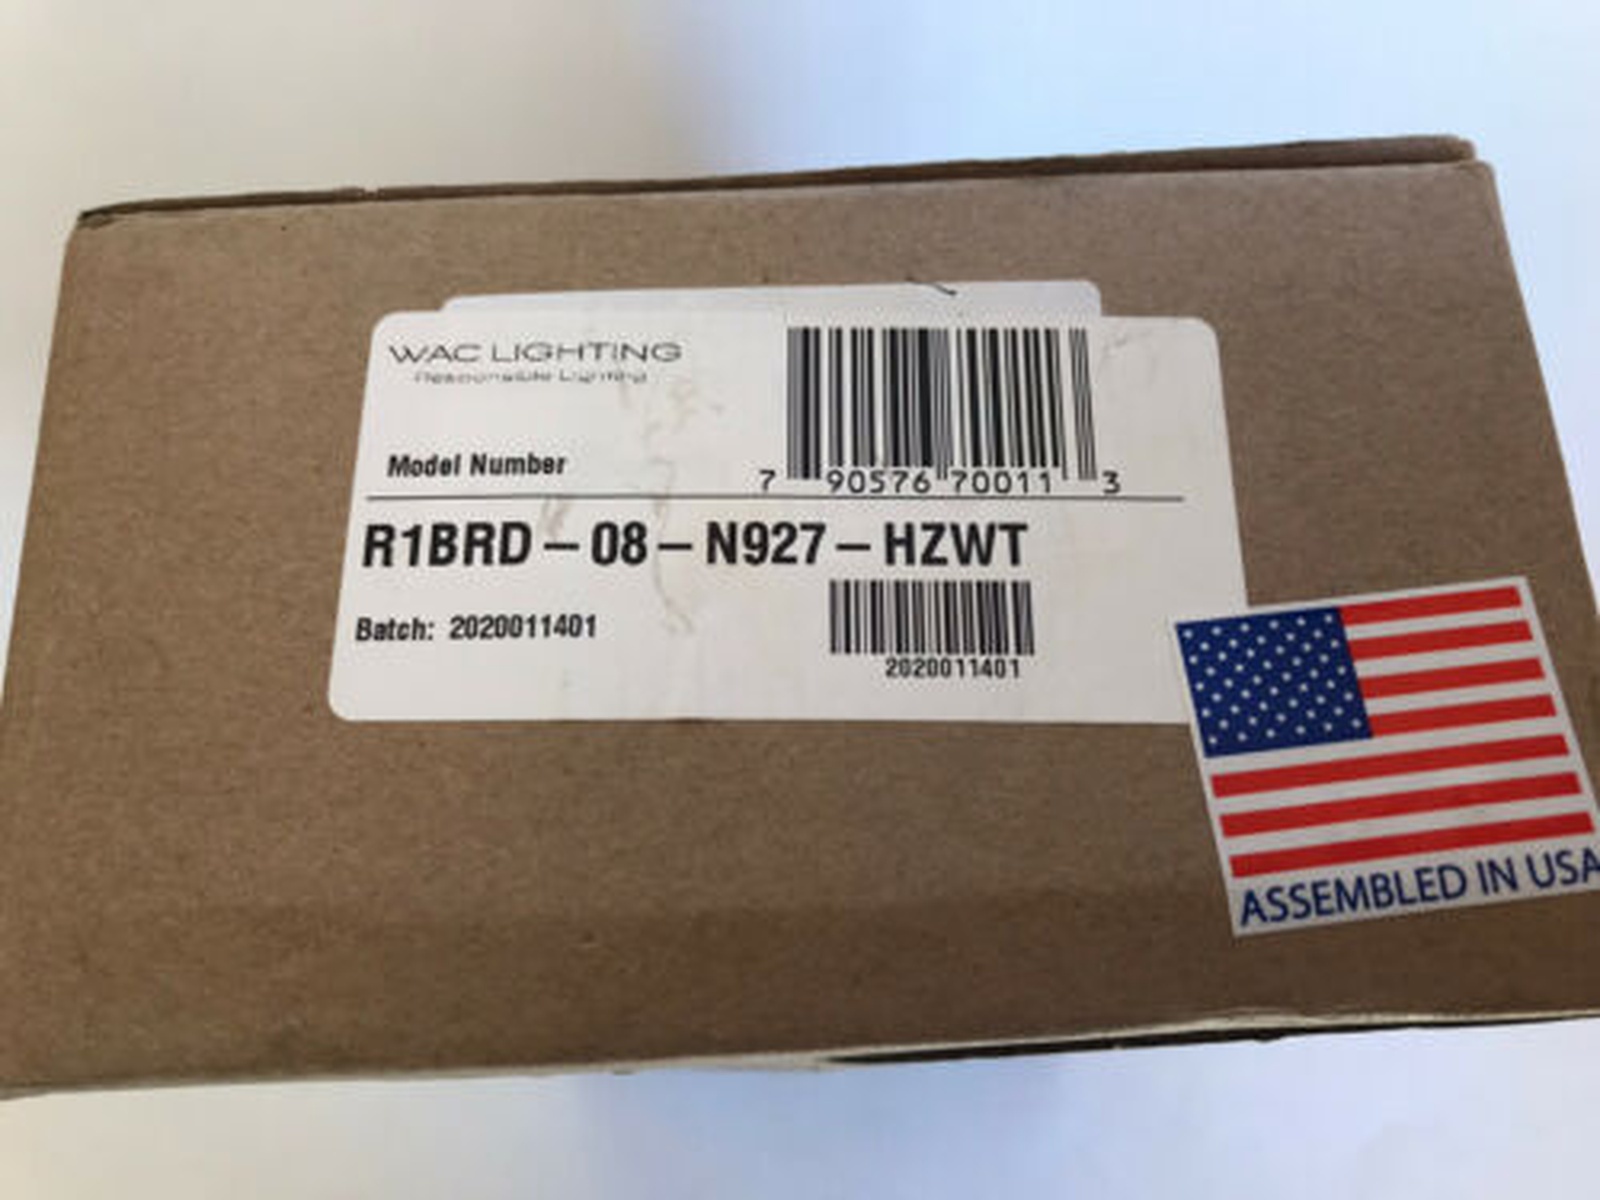 WAC LIGHTING
Responsible Lighting
Model Number
7 90576 70011 3
R1BRD – 08 – N927 – HZWT
Batch: 2020011401
2020011401
ASSEMBLED IN USA